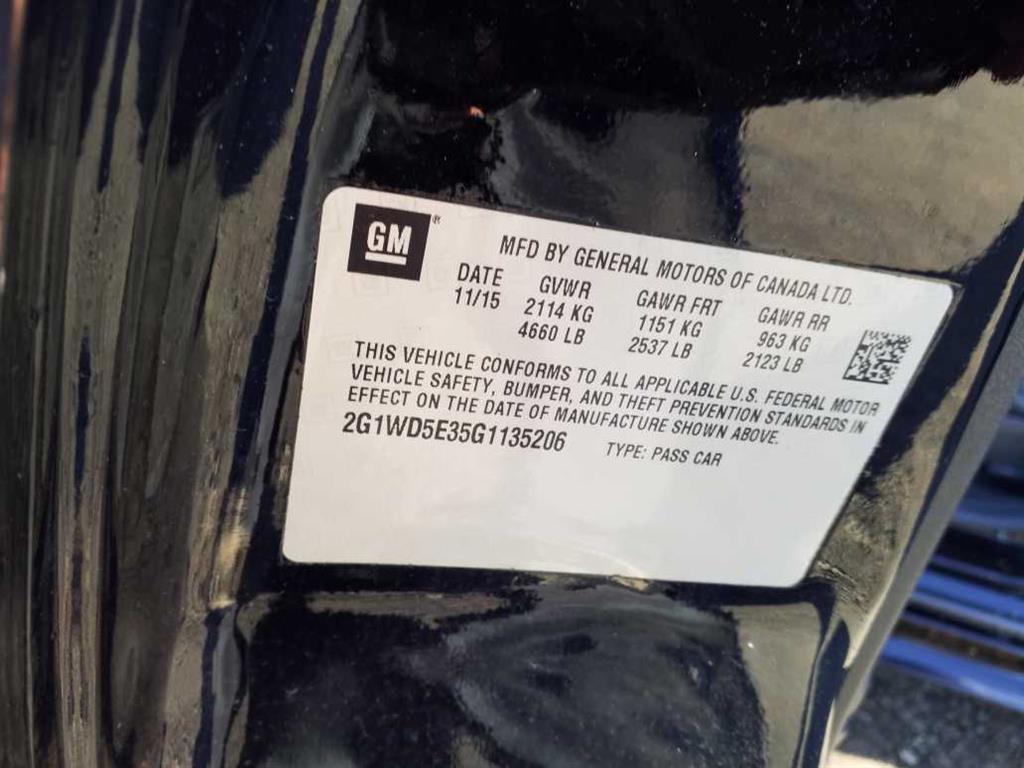 GM®
MFD BY GENERAL MOTORS OF CANADA LTD.
DATE GVWR GAWR FRT GAWR RR
11/15 2114 KG 1151 KG 963 KG
4660 LB 2537 LB 2123 LB
THIS VEHICLE CONFORMS TO ALL APPLICABLE U.S. FEDERAL MOTOR
VEHICLE SAFETY, BUMPER, AND THEFT PREVENTION STANDARDS IN
EFFECT ON THE DATE OF MANUFACTURE SHOWN ABOVE.
2G1WD5E35G1135206 TYPE: PASS CAR